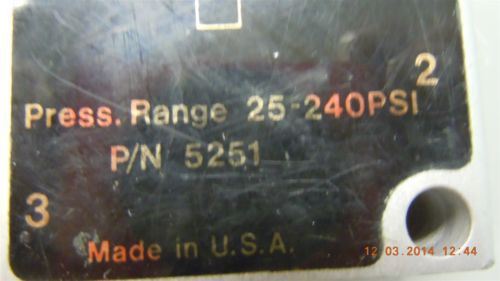 2
Press. Range 25-240PSI
P/N 5251
3
Made in U.S.A.
12.03.2014 12:44